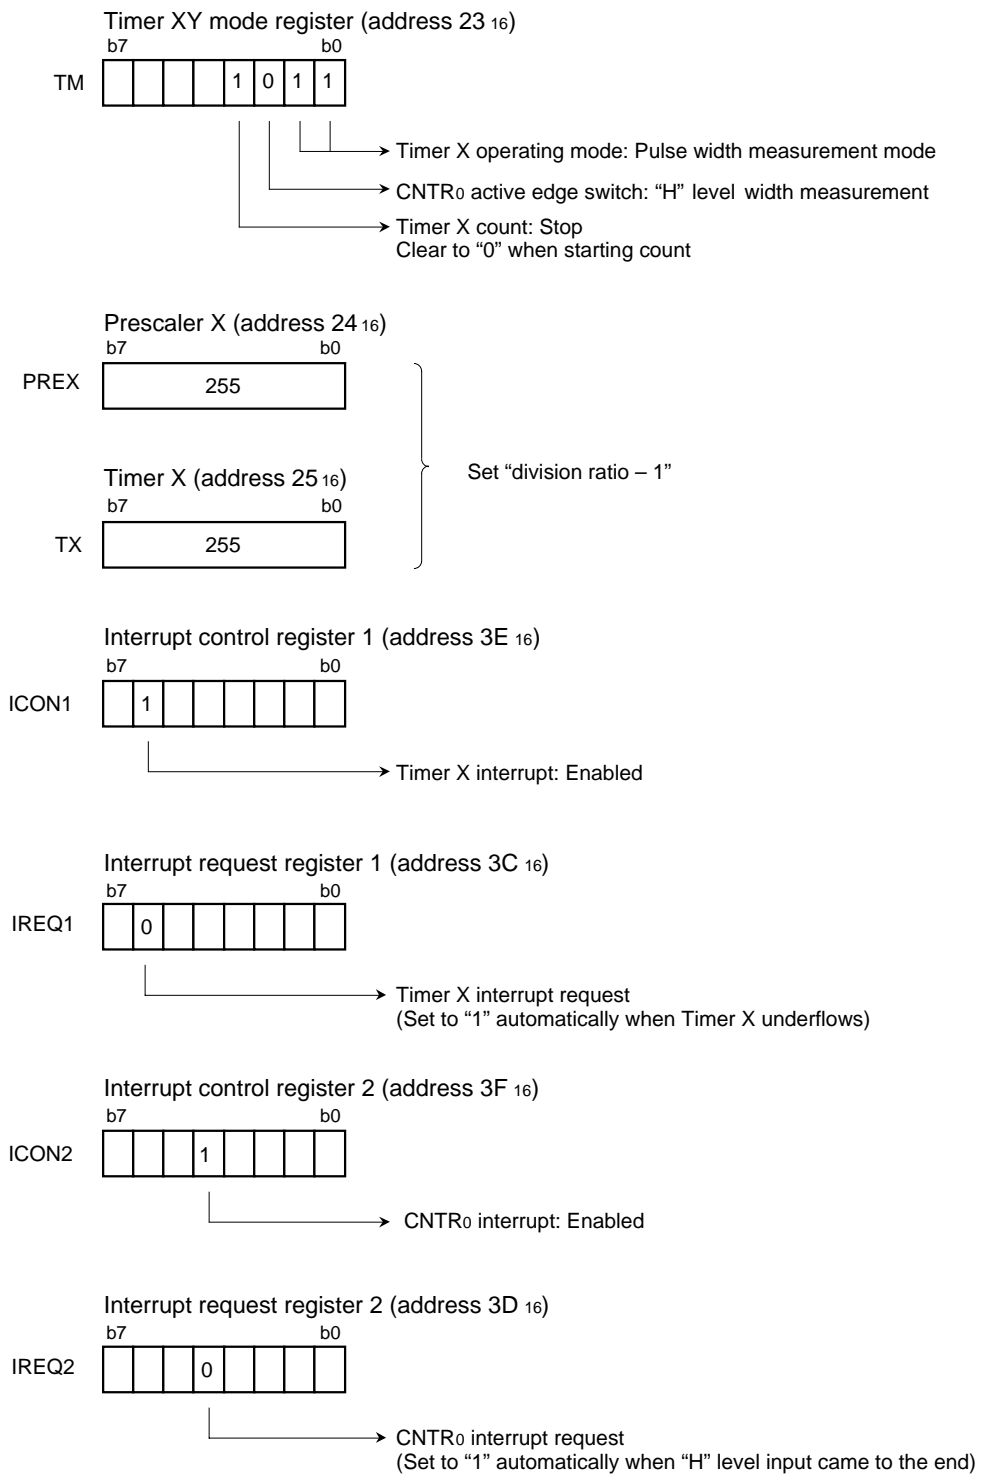 Timer XY mode register (address 23 16)
b7 b0
TM 1 0 1 1
Timer X operating mode: Pulse width measurement mode
CNTR0 active edge switch: “H” level width measurement
Timer X count: Stop
Clear to “0” when starting count
Prescaler X (address 24 16)
b7 b0
PREX 255
Set “division ratio – 1”
Timer X (address 25 16)
b7 b0
TX 255
Interrupt control register 1 (address 3E 16)
b7 b0
ICON1 1
Timer X interrupt: Enabled
Interrupt request register 1 (address 3C 16)
b7 b0
IREQ1 0
Timer X interrupt request
(Set to “1” automatically when Timer X underflows)
Interrupt control register 2 (address 3F 16)
b7 b0
ICON2 1
CNTR0 interrupt: Enabled
Interrupt request register 2 (address 3D 16)
b7 b0
IREQ2 0
CNTR0 interrupt request
(Set to “1” automatically when “H” level input came to the end)